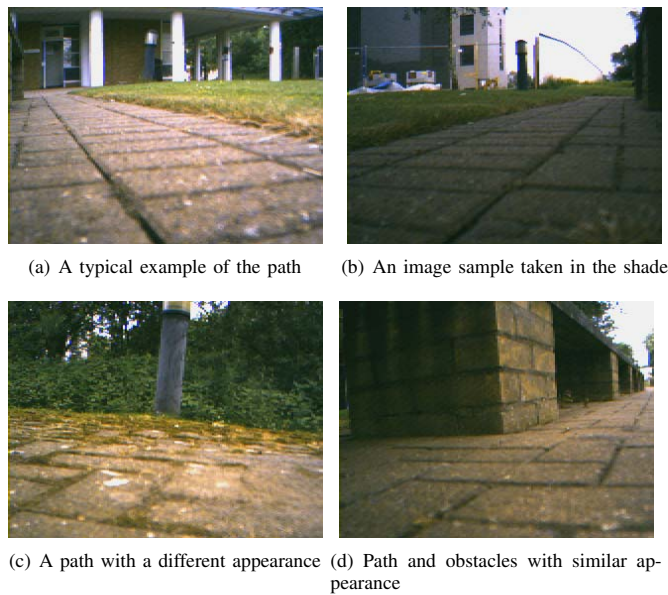 (a) A typical example of the path
(b) An image sample taken in the shade
(c) A path with a different appearance
(d) Path and obstacles with similar ap-
pearance